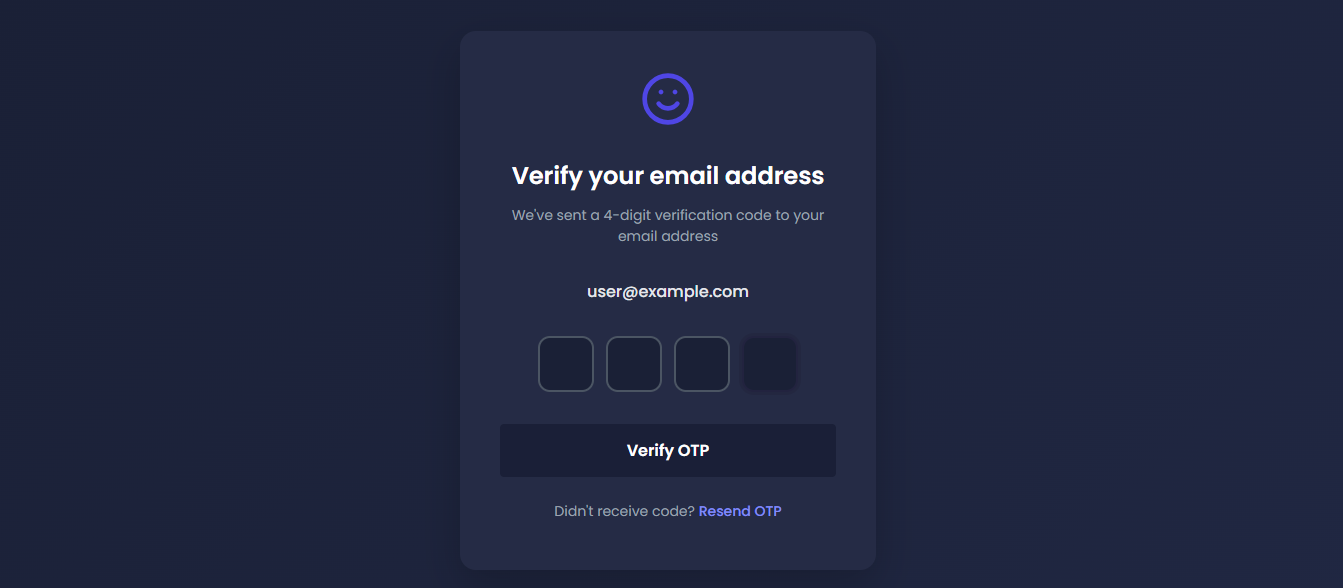 Verify your email address
We've sent a 4-digit verification code to your
email address
user@example.com
Verify OTP
Didn't receive code? Resend OTP